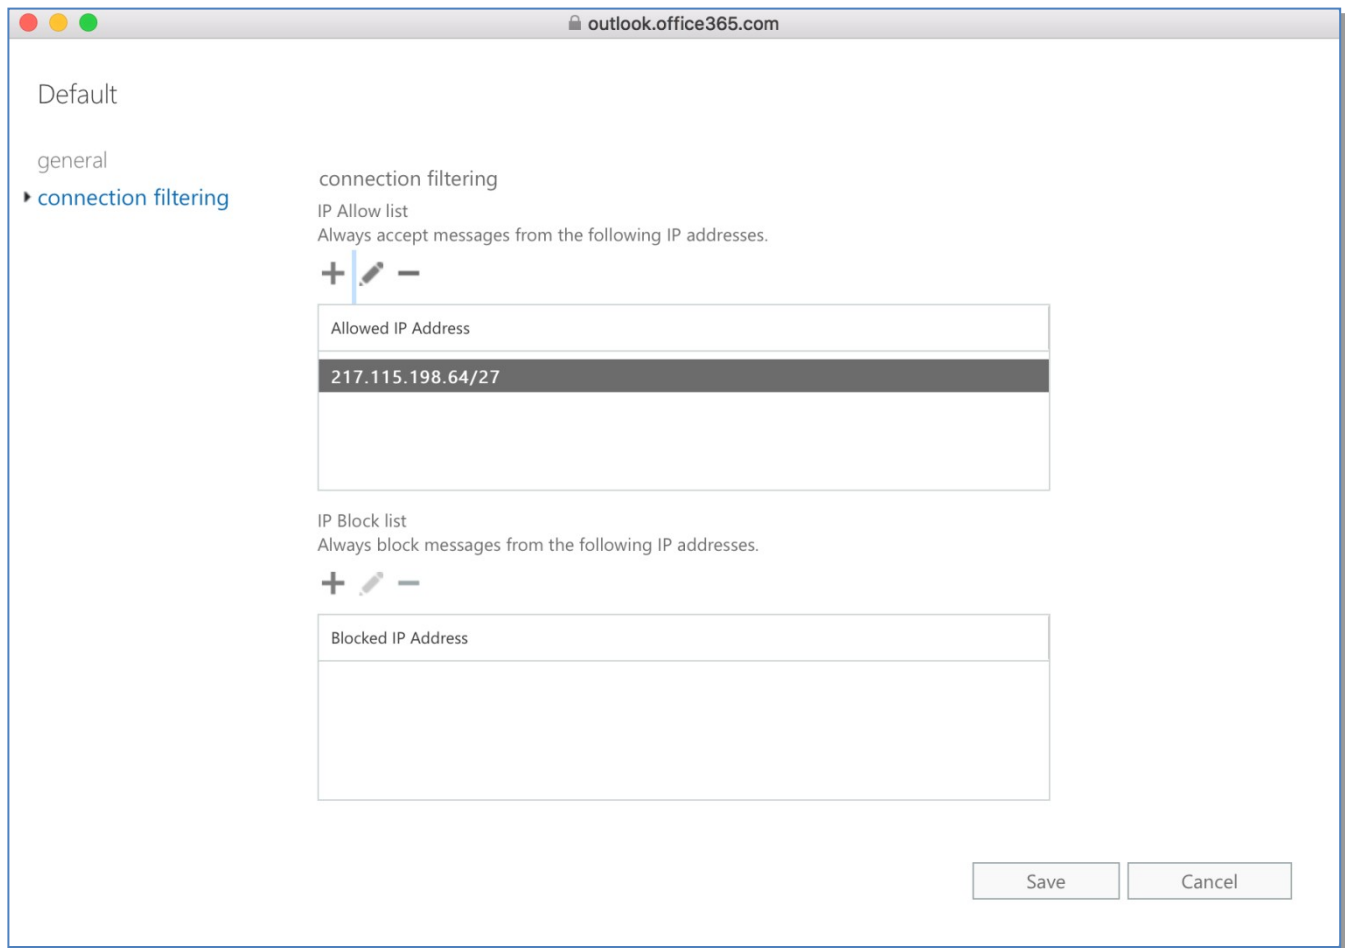 outlook.office365.com
Default
general
connection filtering
connection filtering
IP Allow list
Always accept messages from the following IP addresses.
Allowed IP Address
217.115.198.64/27
IP Block list
Always block messages from the following IP addresses.
Blocked IP Address
Save
Cancel